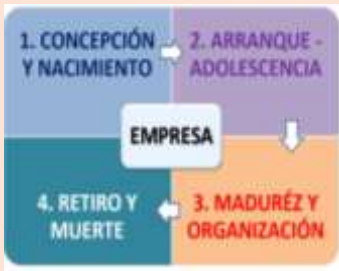 1. CONCEPCIÓN
Y NACIMIENTO
2. ARRANQUE -
ADOLESCENCIA
EMPRESA
4. RETIRO Y
MUERTE
3. MADURÉZ Y
ORGANIZACIÓN